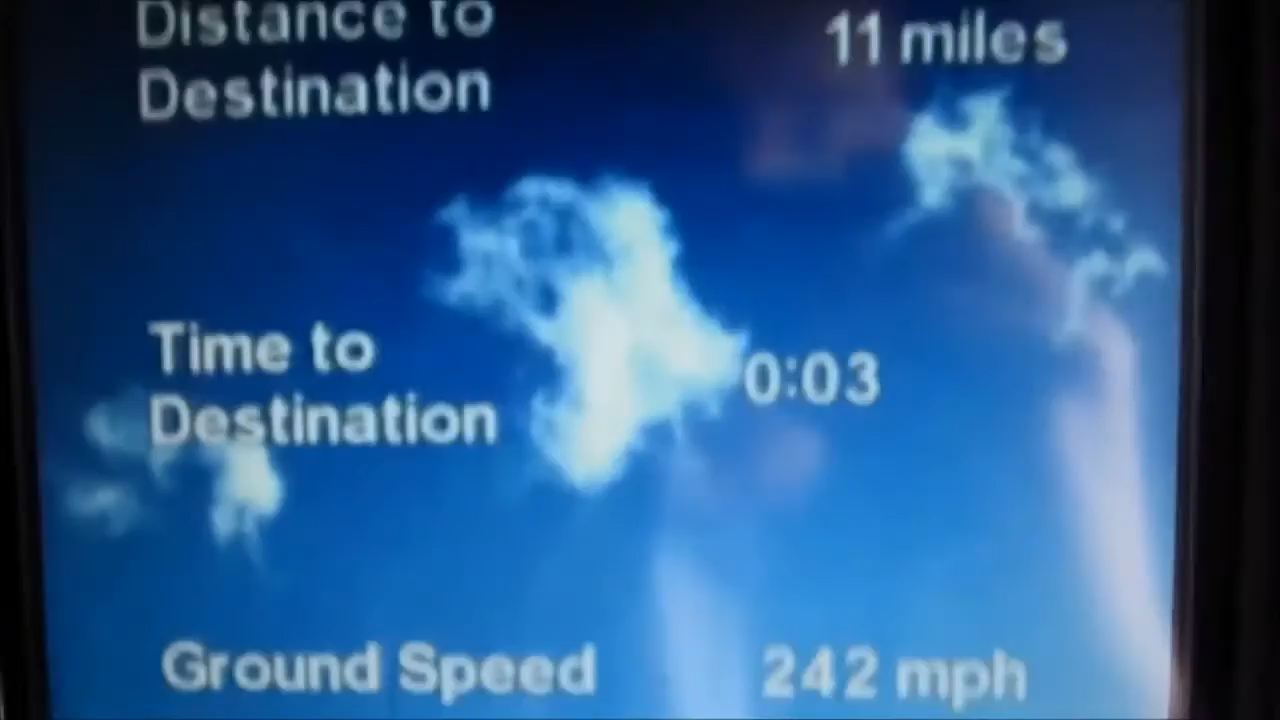 Distance to
Destination
11 miles
Time to
Destination
0:03
Ground Speed
242 mph